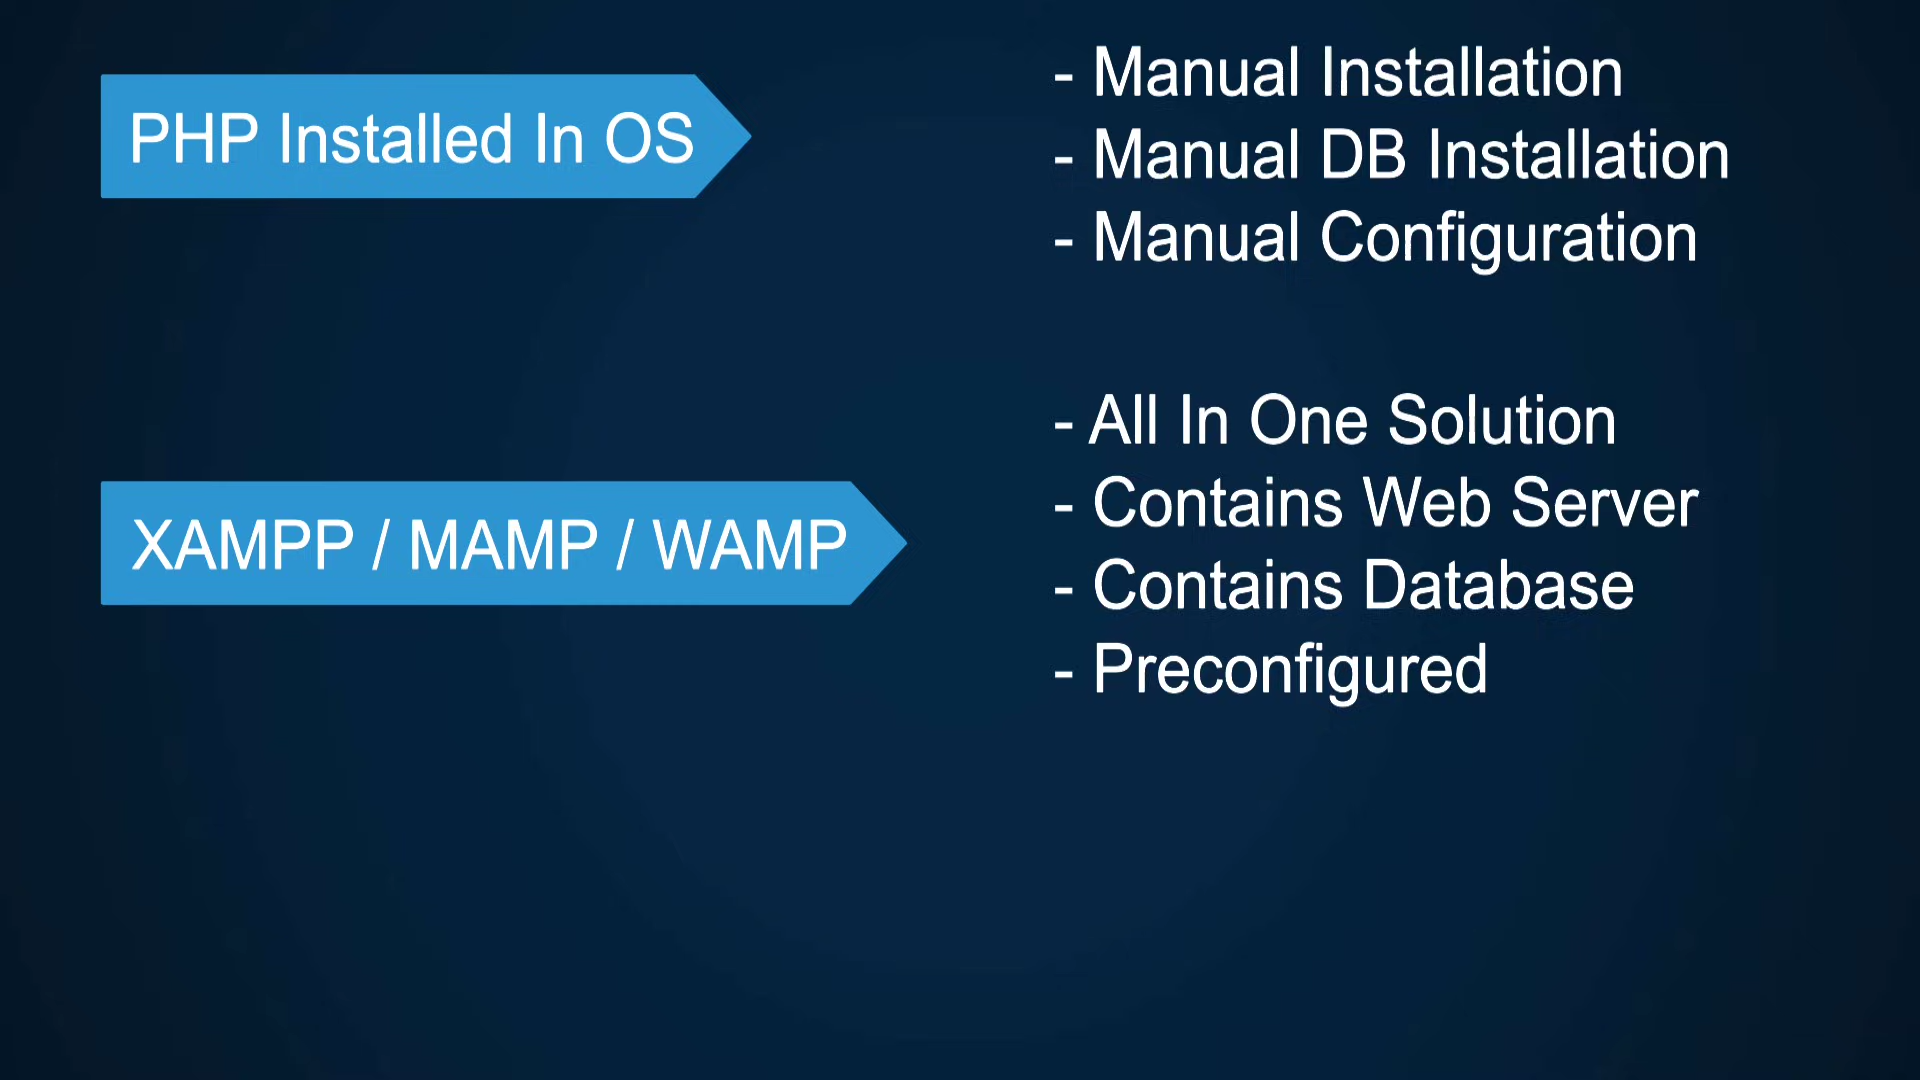 PHP Installed In OS
- Manual Installation
- Manual DB Installation
- Manual Configuration
XAMPP / MAMP / WAMP
- All In One Solution
- Contains Web Server
- Contains Database
- Preconfigured